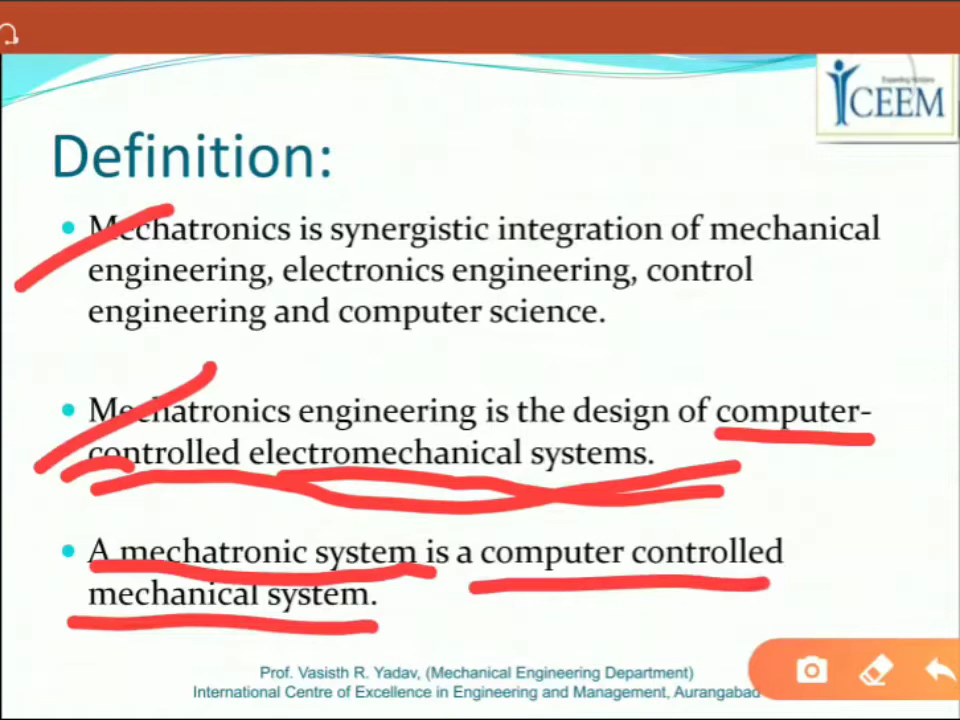 CEEM
Definition:
Mechatronics is synergistic integration of mechanical
engineering, electronics engineering, control
engineering and computer science.
Mechatronics engineering is the design of computer-
controlled electromechanical systems.
A mechatronic system is a computer controlled
mechanical system.
Prof. Vasisth R. Yadav, (Mechanical Engineering Department)
International Centre of Excellence in Engineering and Management, Aurangabad